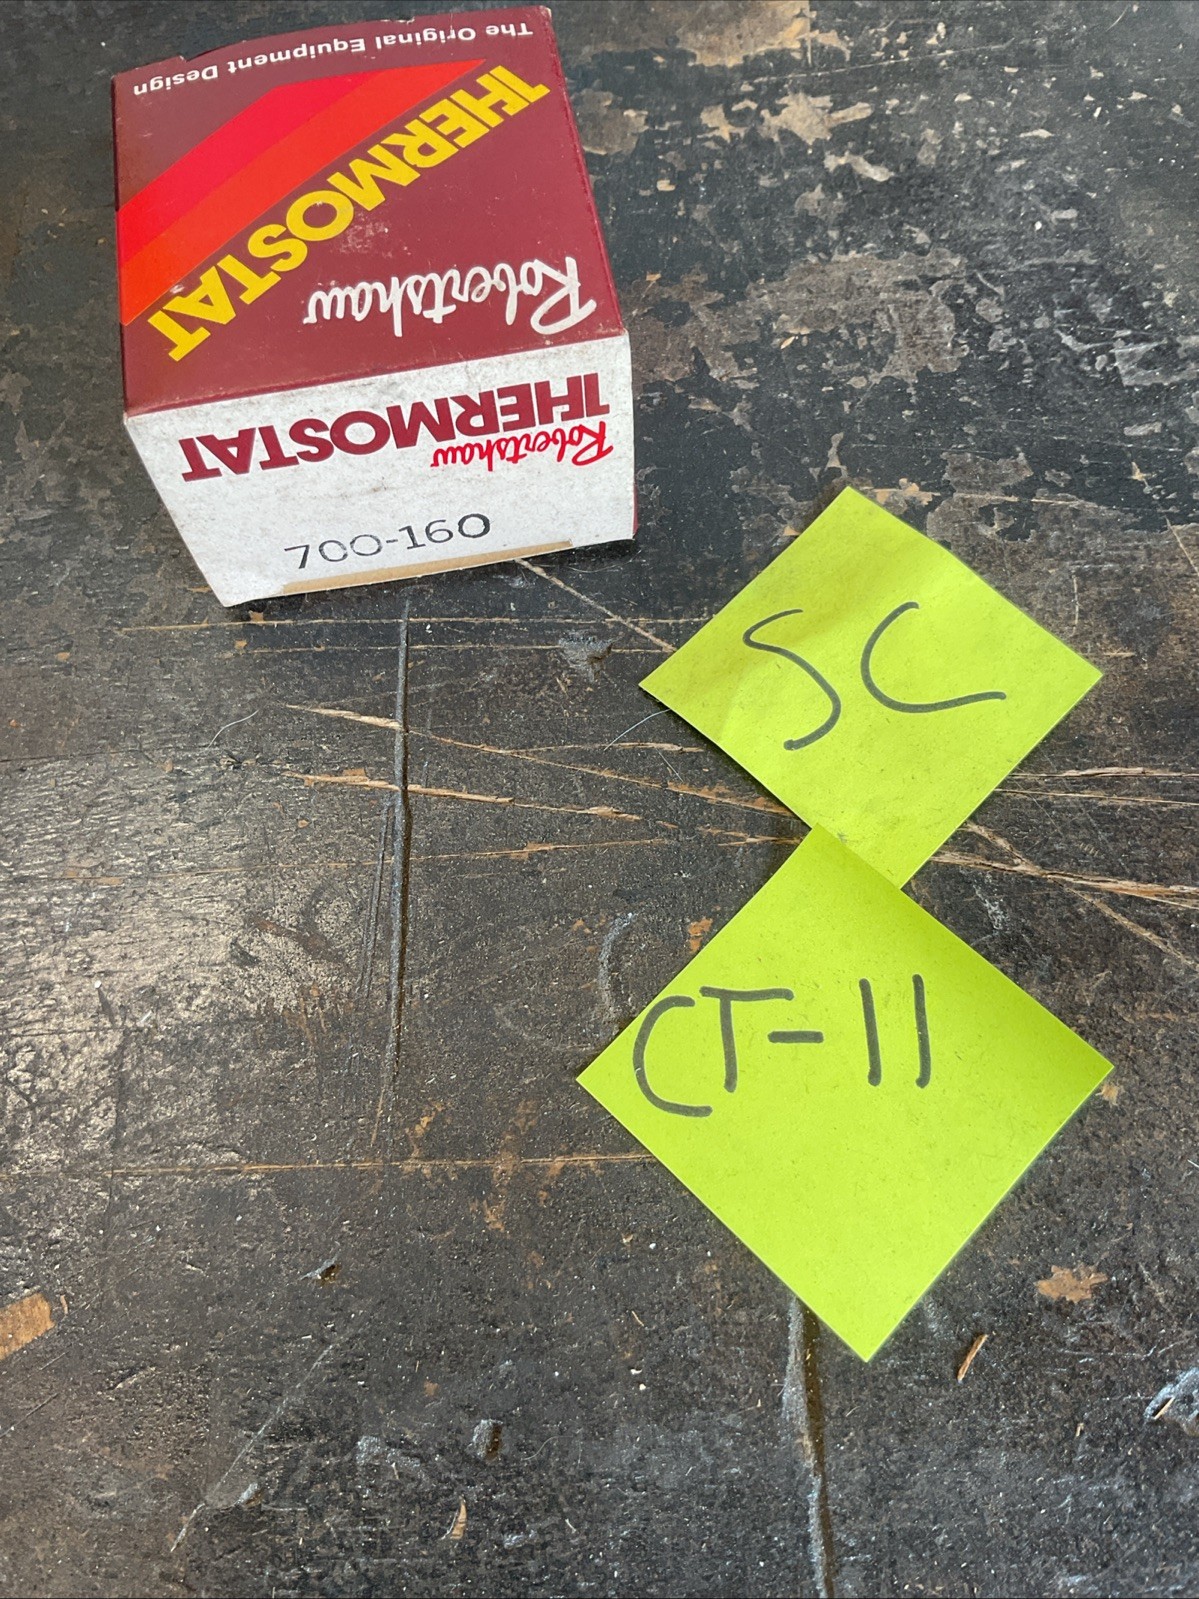 The Original Equipment Design
THERMOSTAT
Robertshaw
Robertshaw
THERMOSTAT
700-160
SC
CT-11